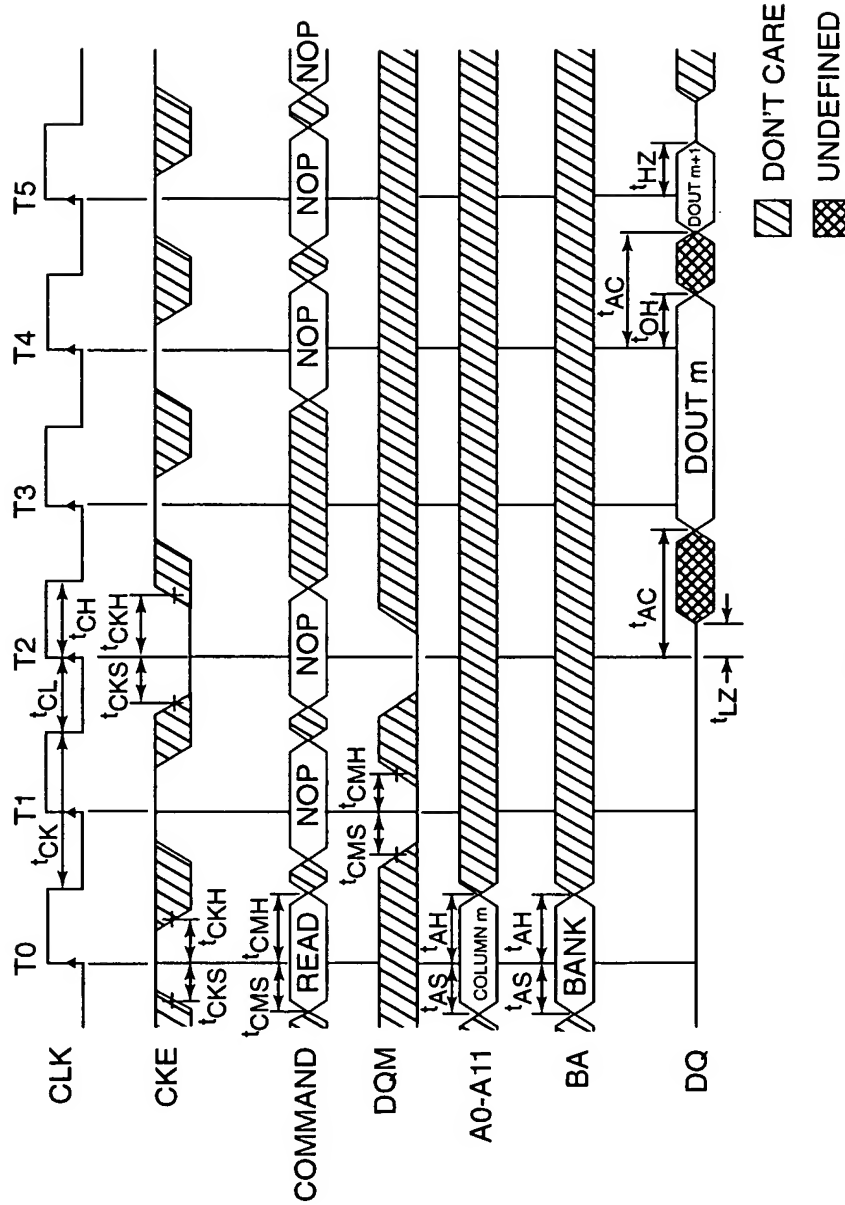 T0 T1 T2 T3 T4 T5
CLK
tCK tCL tCH
CKE
tCKS tCKH tCKS tCKH
COMMAND
READ NOP NOP NOP NOP NOP
tCMS tCMH
DQM
tCMS tCMH
A0-A11
COLUMN m
tAS tAH
BA
BANK
tAS tAH
DQ
DOUT m DOUT m+1
tLZ tAC tAC tOH tHZ
DON'T CARE
UNDEFINED